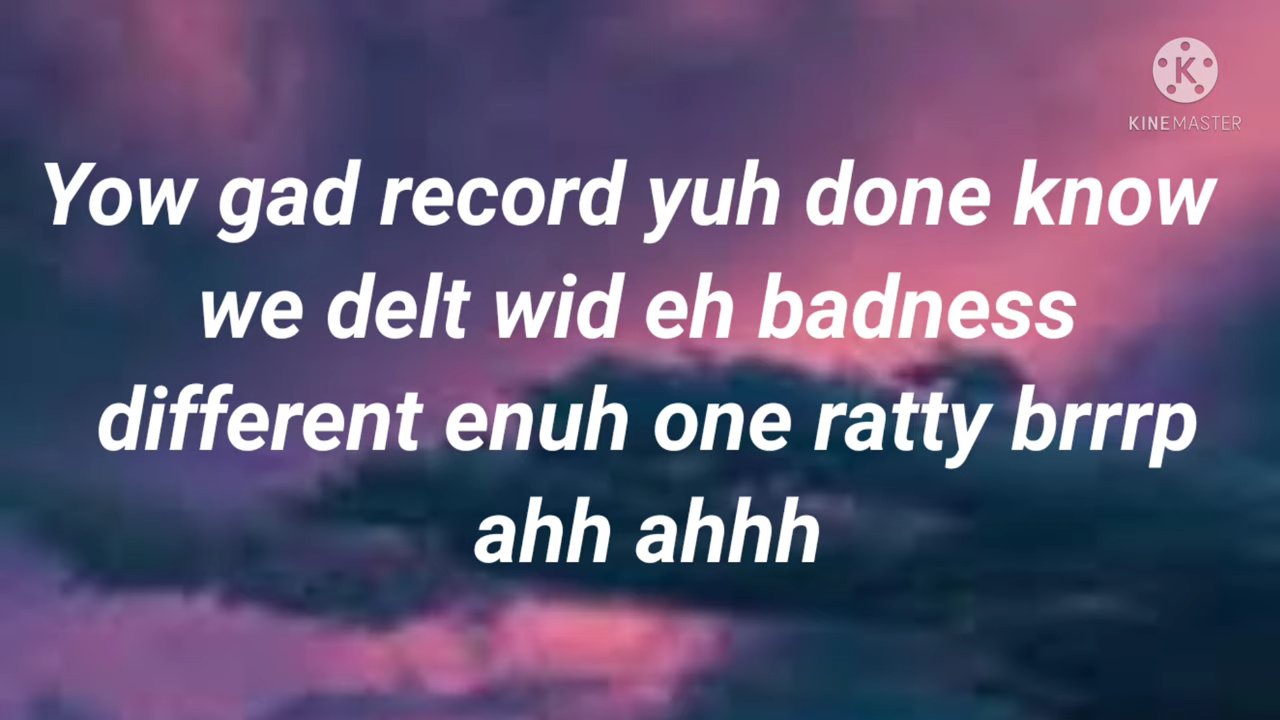 KINEMASTER
Yow gad record yuh done know
we delt wid eh badness
different enuh one ratty brrrp
ahh ahhh